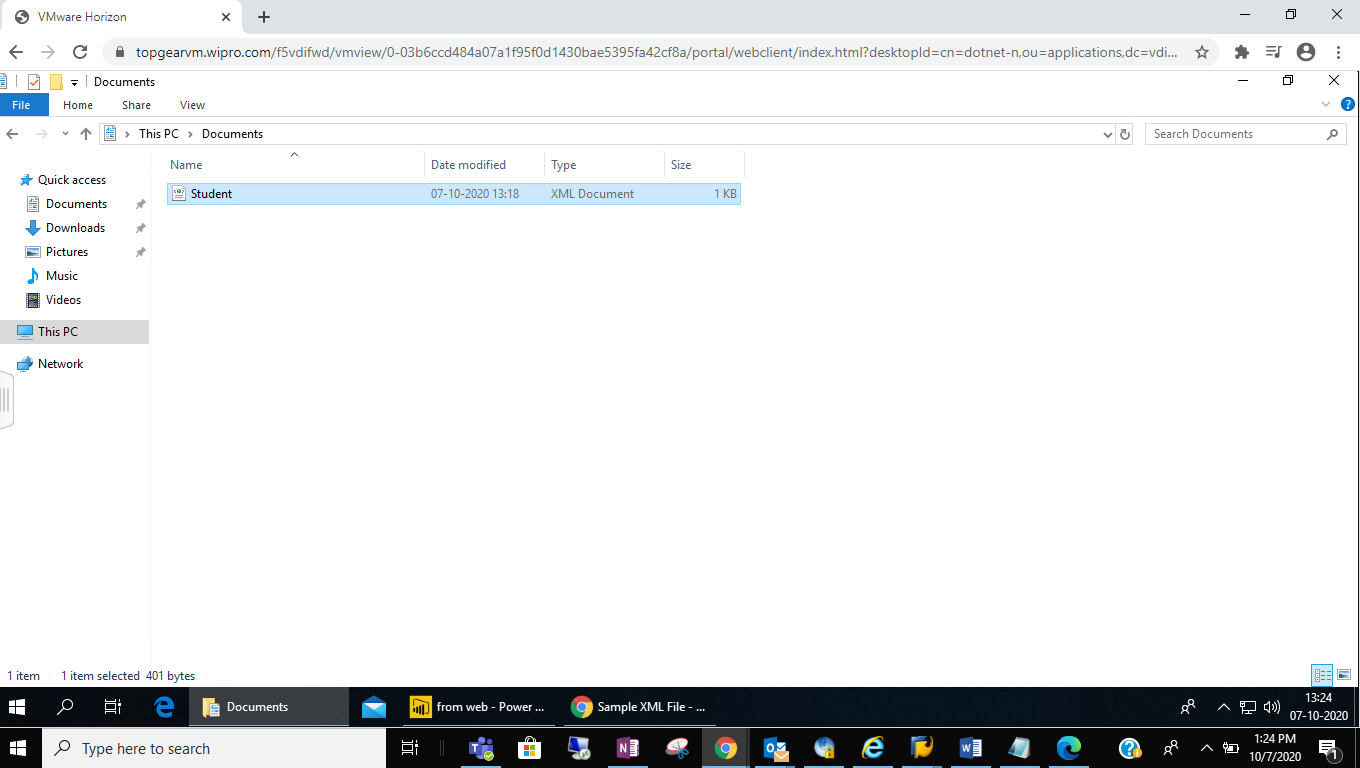 VMware Horizon
topgearvm.wipro.com/f5vdifwd/vmview/0-03b6ccd484a07a1f95f0d1430bae5395fa42cf8a/portal/webclient/index.html?desktopId=cn=dotnet-n,ou=applications,dc=vdi...
Documents
File Home Share View
This PC Documents
Search Documents
Name Date modified Type Size
Student 07-10-2020 13:18 XML Document 1 KB
Quick access
Documents
Downloads
Pictures
Music
Videos
This PC
Network
1 item 1 item selected 401 bytes
Documents
from web - Power ...
Sample XML File - ...
13:24
07-10-2020
Type here to search
1:24 PM
10/7/2020
1